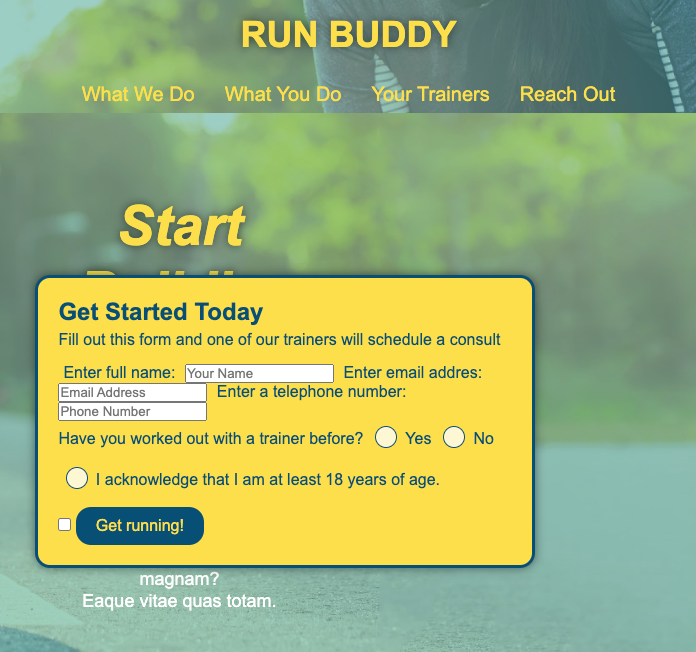 RUN BUDDY
What We Do What You Do Your Trainers Reach Out
Start
Get Started Today
Fill out this form and one of our trainers will schedule a consult
Enter full name: Your Name Enter email addres:
Email Address Enter a telephone number:
Phone Number
Have you worked out with a trainer before? Yes No
I acknowledge that I am at least 18 years of age.
Get running!
magnam?
Eaque vitae quas totam.